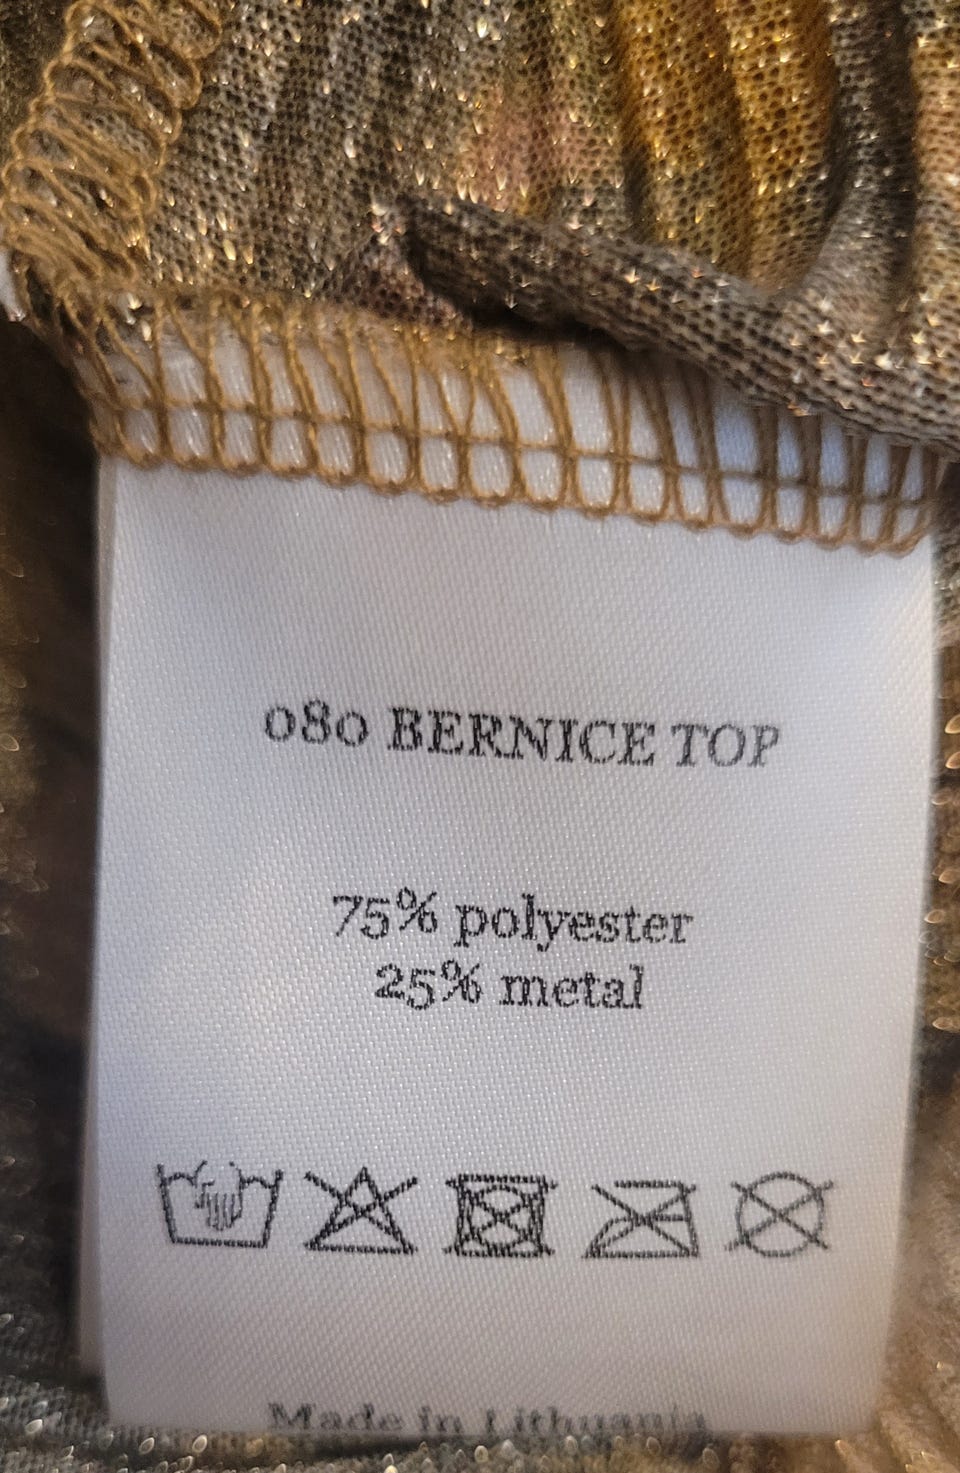 080 BERNICE TOP
75% polyester
25% metal
Made in Lithuania